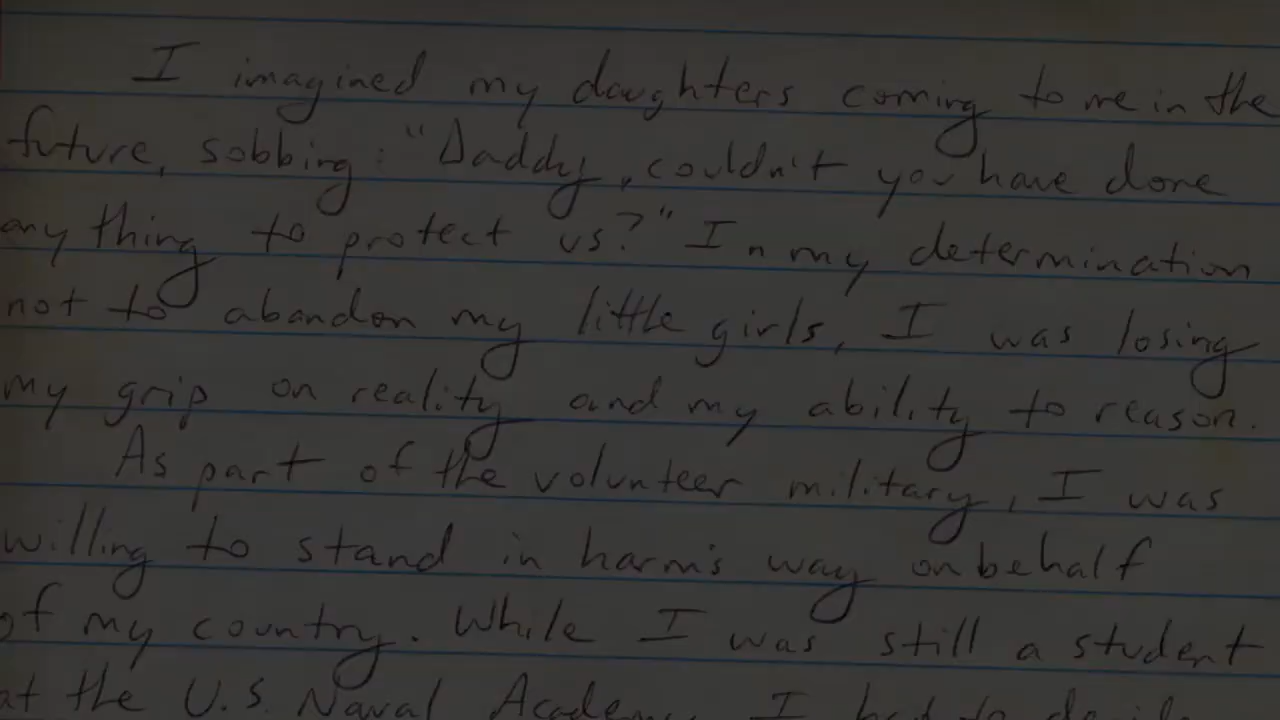 I imagined my daughters coming to me in the
future, sobbing: "Daddy, couldn't you have done
anything to protect us?" In my determination
not to abandon my little girls, I was losing
my grip on reality and my ability to reason.
As part of the volunteer military, I was
willing to stand in harm's way on behalf
of my country. While I was still a student
at the U.S. Naval Academy I had to